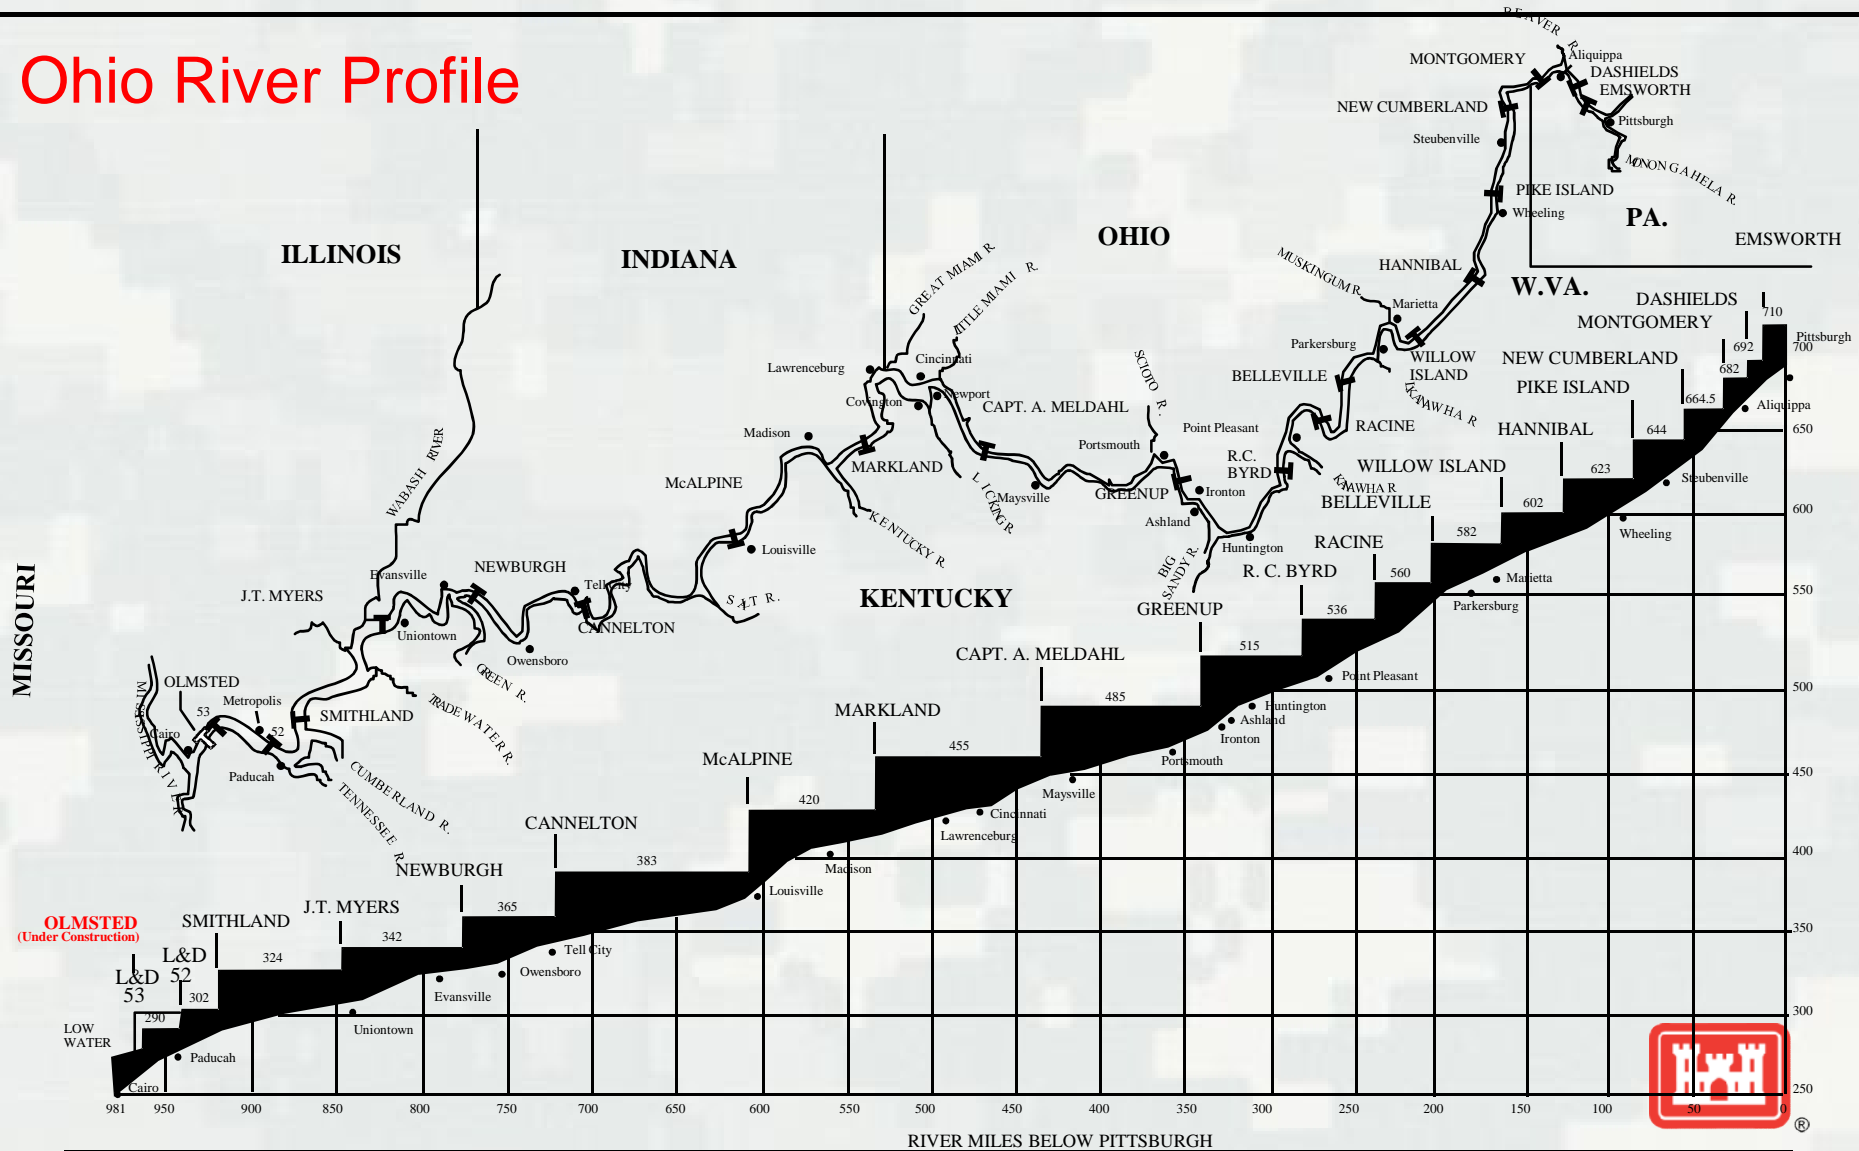 Ohio River Profile
BEAVER R.
MONTGOMERY
Aliquippa
DASHIELDS
EMSWORTH
NEW CUMBERLAND
Pittsburgh
Steubenville
MONONGAHELA R.
PIKE ISLAND
Wheeling
PA.
EMSWORTH
ILLINOIS
INDIANA
OHIO
HANNIBAL
W.VA.
GREAT MIAMI R.
LITTLE MIAMI R.
MUSKINGUM R.
Marietta
DASHIELDS
MONTGOMERY
710
Pittsburgh
700
692
Parkersburg
WILLOW
ISLAND
NEW CUMBERLAND
682
Lawrenceburg
Cincinnati
SCIOTO R.
BELLEVILLE
PIKE ISLAND
664.5
Aliquippa
Covington
Newport
CAPT. A. MELDAHL
KANAWHA R
RACINE
HANNIBAL
644
650
Madison
Point Pleasant
Portsmouth
MARKLAND
R.C.
BYRD
WILLOW ISLAND
623
Steubenville
WABASH RIVER
McALPINE
LICKING R.
Maysville
GREENUP
Ironton
KANAWHA R
BELLEVILLE
602
600
KENTUCKY R.
Ashland
Wheeling
Louisville
Huntington
RACINE
582
BIG
SANDY R.
R. C. BYRD
560
Marietta
550
NEWBURGH
Evansville
Tell City
MISSOURI
J.T. MYERS
SALT R.
KENTUCKY
GREENUP
536
Parkersburg
Uniontown
CANNELTON
Owensboro
CAPT. A. MELDAHL
515
GREEN R.
Point Pleasant
500
OLMSTED
Metropolis
TRADEWATER R.
MISSISSIPPI RIVER
53
52
SMITHLAND
MARKLAND
485
Huntington
Ashland
Ironton
Cairo
Paducah
CUMBERLAND R.
TENNESSEE R.
McALPINE
455
Portsmouth
450
Maysville
420
Cincinnati
Lawrenceburg
CANNELTON
NEWBURGH
383
Madison
400
Louisville
J.T. MYERS
365
OLMSTED
(Under Construction)
SMITHLAND
342
350
L&D
52
324
Tell City
L&D
53
302
Owensboro
Evansville
290
300
LOW
WATER
Uniontown
Paducah
Cairo
250
981 950 900 850 800 750 700 650 600 550 500 450 400 350 300 250 200 150 100 50 0
®
RIVER MILES BELOW PITTSBURGH